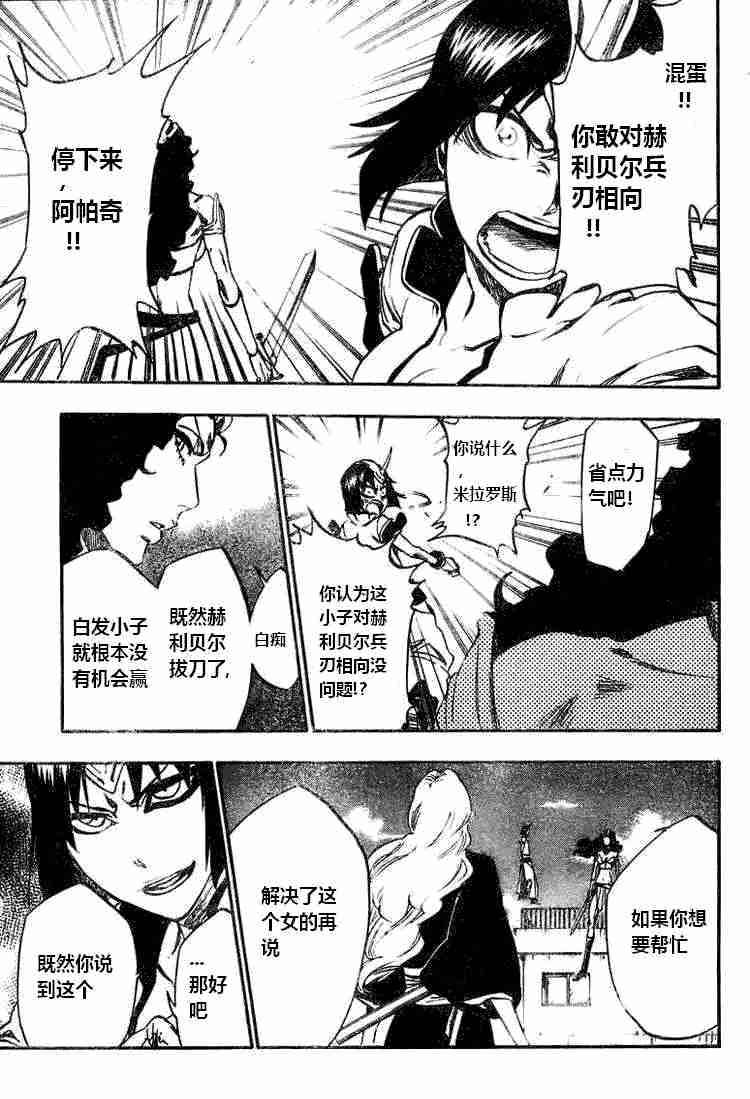 混蛋
!!
你敢对赫
利贝尔兵
刃相向
!!
停下来
,
阿帕奇
!!
省点力
气吧!
你说什么
,
米拉罗斯
!?
你认为这
小子对赫
利贝尔兵
刃相向没
问题!?
白痴
既然赫
利贝尔
拔刀了,
白发小子
就根本没
有机会赢
如果你想
要帮忙
解决了这
个女的再
说
...
那好
吧
既然你说
到这个